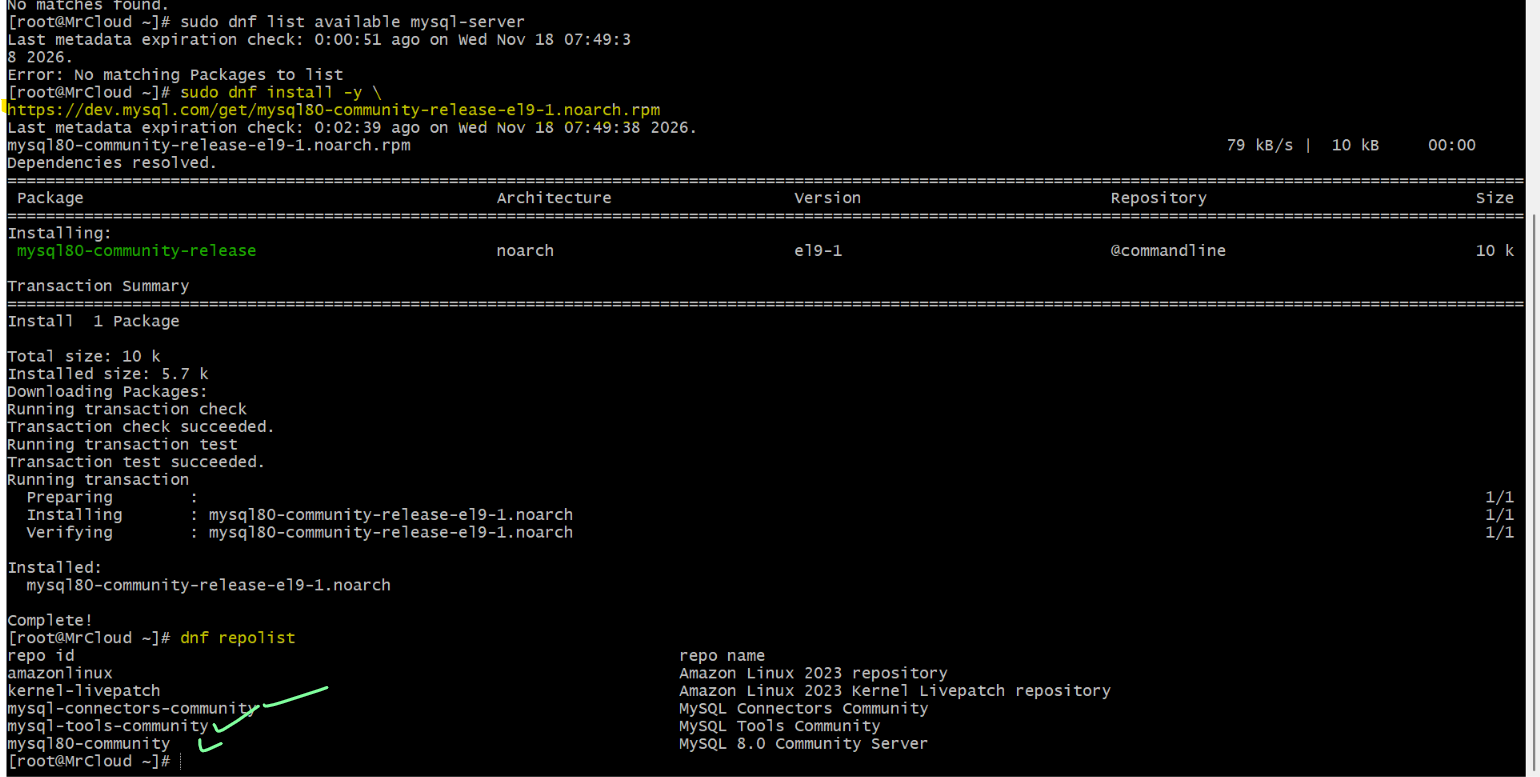 No matches found.
[root@MrCloud ~]# sudo dnf list available mysql-server
Last metadata expiration check: 0:00:51 ago on Wed Nov 18 07:49:3
8 2026.
Error: No matching Packages to list
[root@MrCloud ~]# sudo dnf install -y \
https://dev.mysql.com/get/mysql80-community-release-el9-1.noarch.rpm
Last metadata expiration check: 0:02:39 ago on Wed Nov 18 07:49:38 2026.
mysql80-community-release-el9-1.noarch.rpm 79 kB/s | 10 kB 00:00
Dependencies resolved.
Package Architecture Version Repository Size
Installing:
mysql80-community-release noarch el9-1 @commandline 10 k
Transaction Summary
Install 1 Package
Total size: 10 k
Installed size: 5.7 k
Downloading Packages:
Running transaction check
Transaction check succeeded.
Running transaction test
Transaction test succeeded.
Running transaction
Preparing : 1/1
Installing : mysql80-community-release-el9-1.noarch 1/1
Verifying : mysql80-community-release-el9-1.noarch 1/1
Installed:
mysql80-community-release-el9-1.noarch
Complete!
[root@MrCloud ~]# dnf repolist
repo id repo name
amazonlinux Amazon Linux 2023 repository
kernel-livepatch Amazon Linux 2023 Kernel Livepatch repository
mysql-connectors-community MySQL Connectors Community
mysql-tools-community MySQL Tools Community
mysql80-community MySQL 8.0 Community Server
[root@MrCloud ~]#